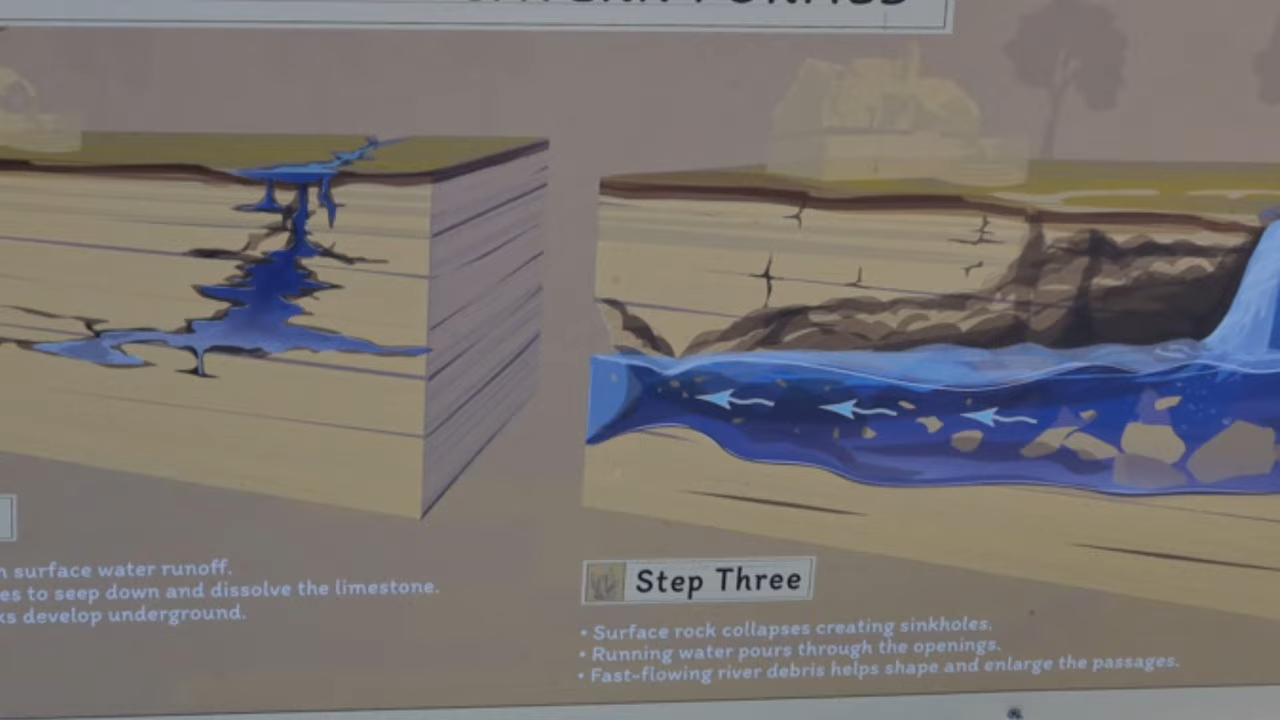 n surface water runoff.
es to seep down and dissolve the limestone.
ks develop underground.
Step Three
• Surface rock collapses creating sinkholes.
• Running water pours through the openings.
• Fast-flowing river debris helps shape and enlarge the passages.